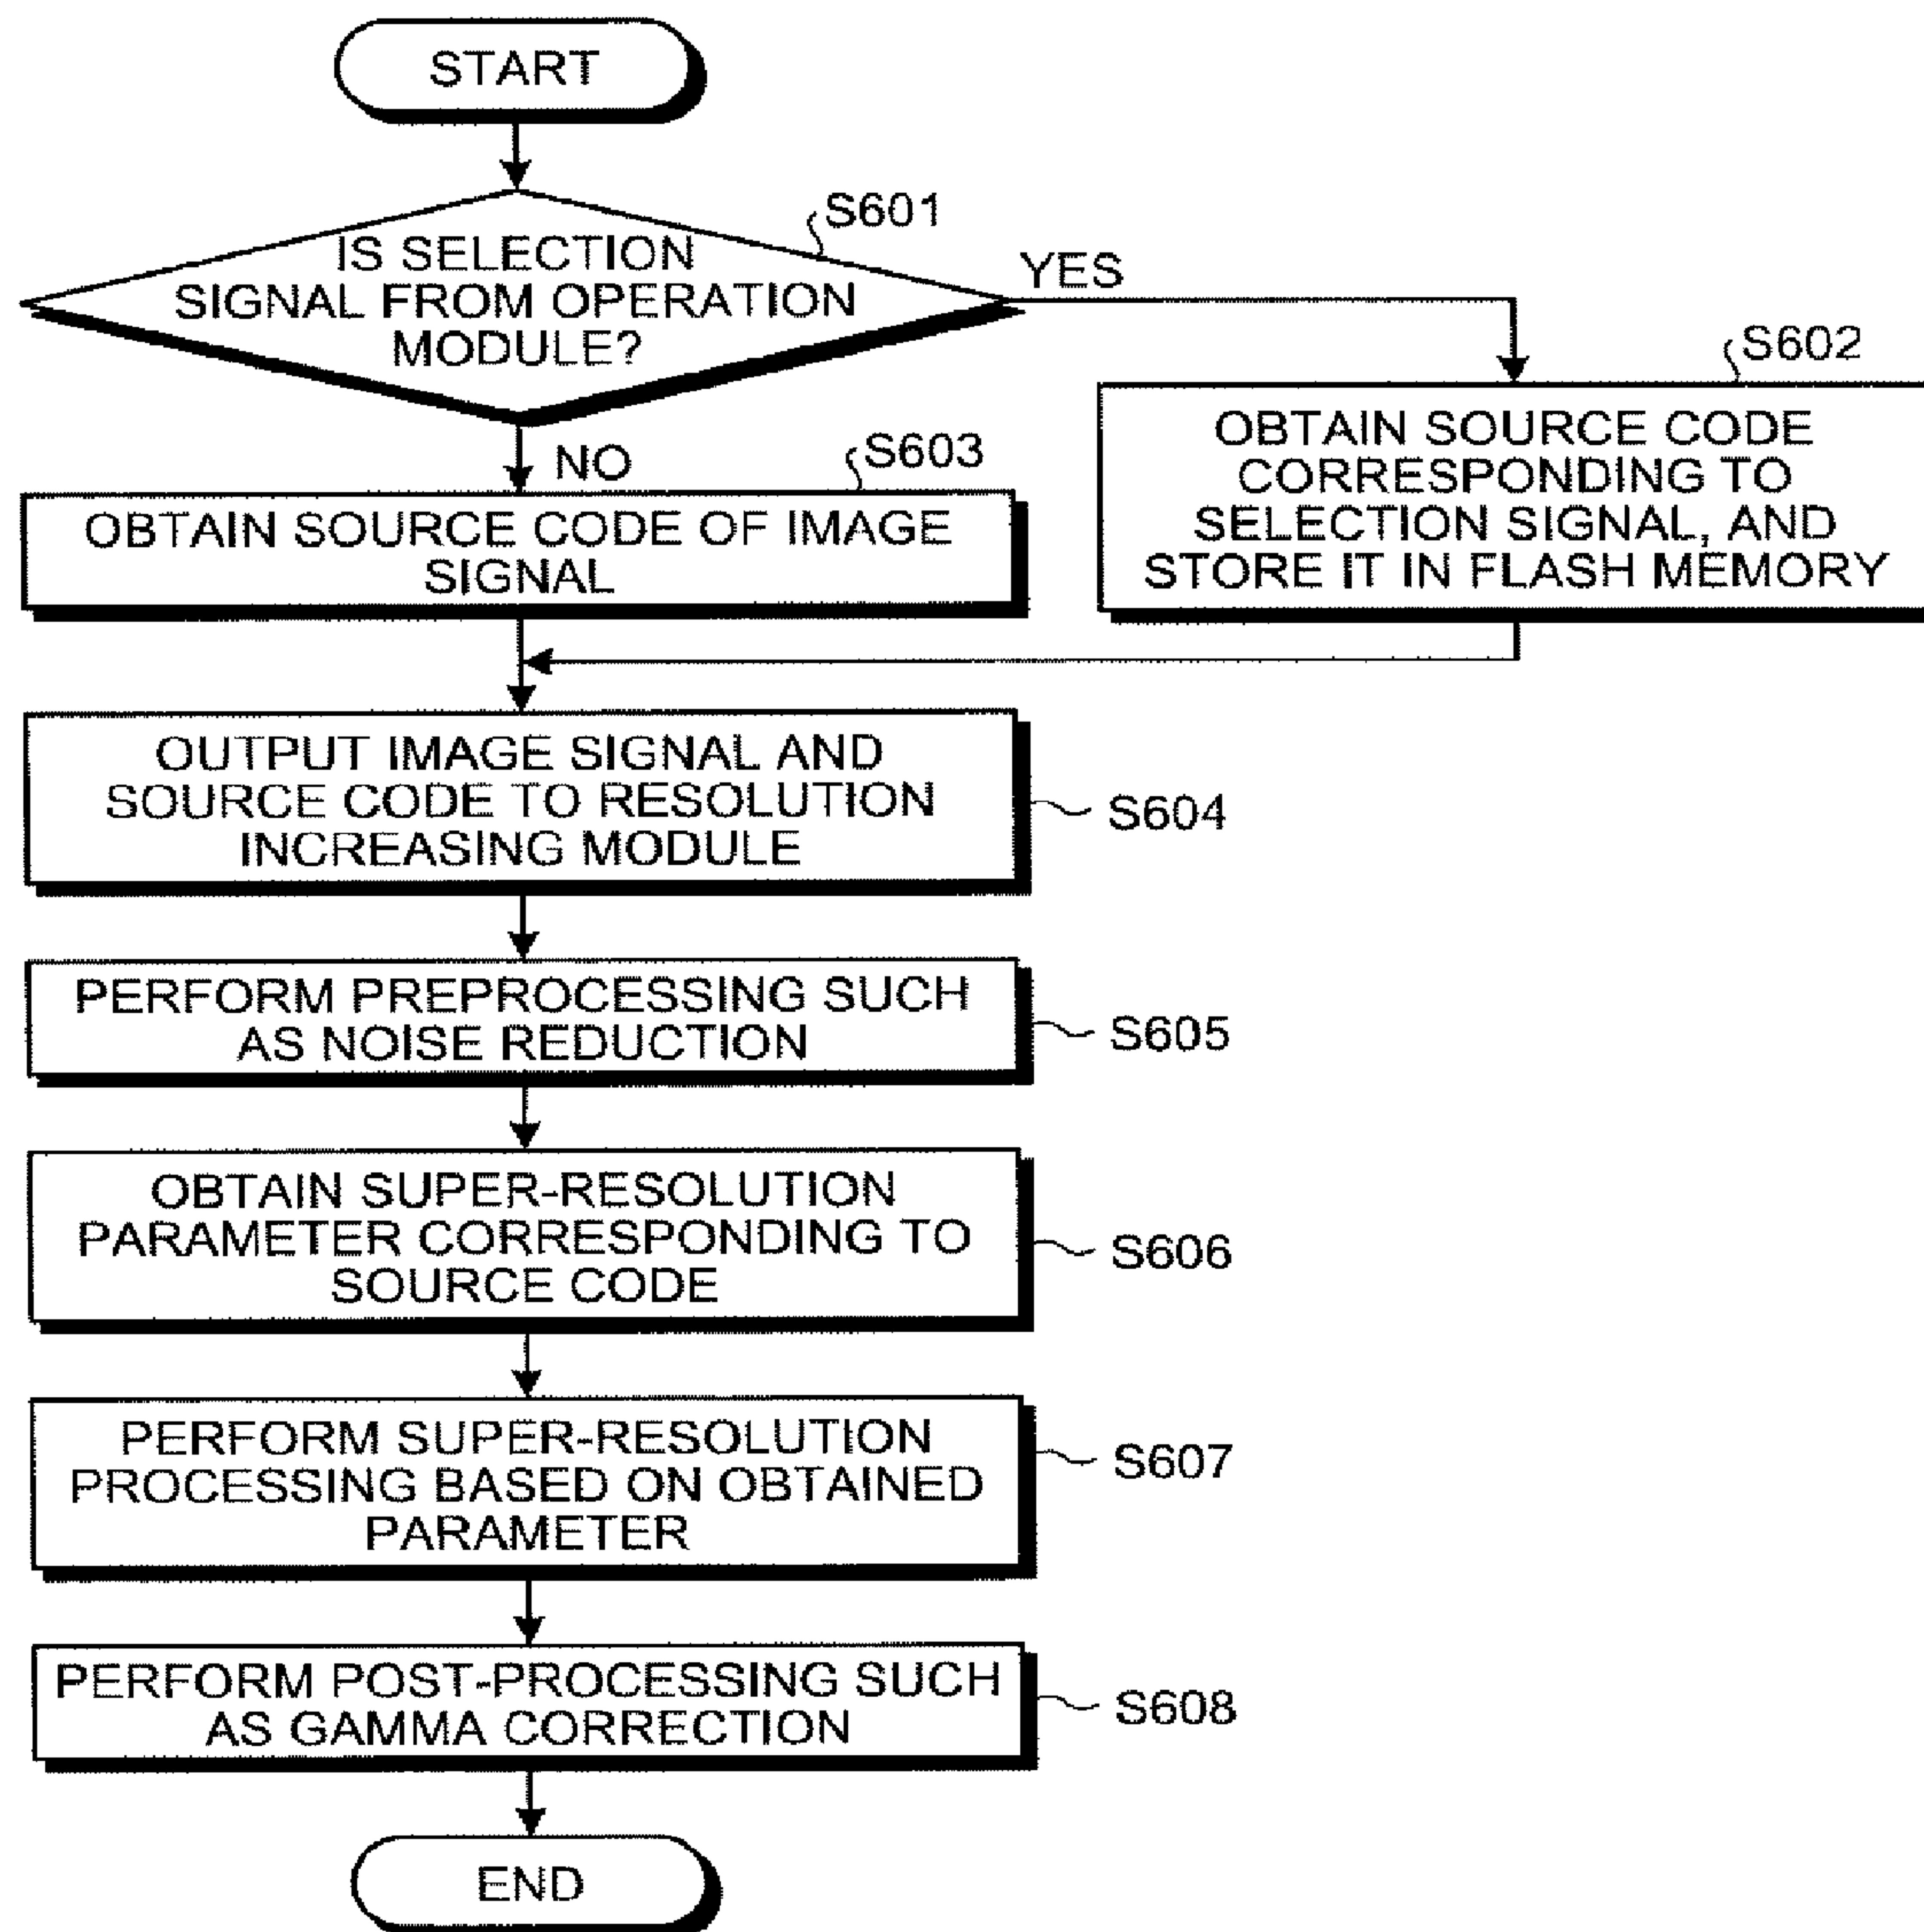 START
S601
IS SELECTION
SIGNAL FROM OPERATION
MODULE?
YES
S602
OBTAIN SOURCE CODE
CORRESPONDING TO
SELECTION SIGNAL, AND
STORE IT IN FLASH MEMORY
NO
S603
OBTAIN SOURCE CODE OF IMAGE
SIGNAL
OUTPUT IMAGE SIGNAL AND
SOURCE CODE TO RESOLUTION
INCREASING MODULE
S604
PERFORM PREPROCESSING SUCH
AS NOISE REDUCTION
S605
OBTAIN SUPER-RESOLUTION
PARAMETER CORRESPONDING TO
SOURCE CODE
S606
PERFORM SUPER-RESOLUTION
PROCESSING BASED ON OBTAINED
PARAMETER
S607
PERFORM POST-PROCESSING SUCH
AS GAMMA CORRECTION
S608
END